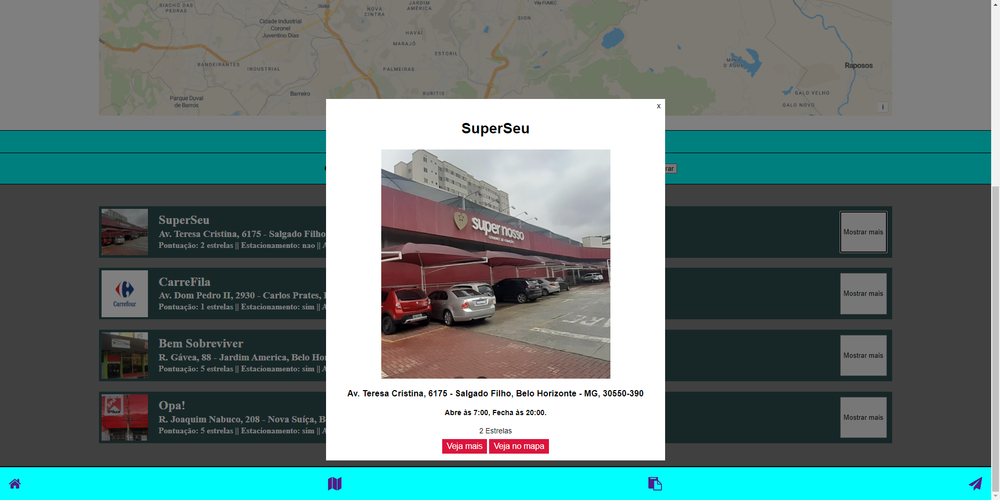 RIACHO DAS
PEDRAS
JARDIM
AMÉRICA
Vila FUMEC
NOVA
CINTRA
SION
Cidade Industrial
Coronel
Juventino Dias
HAVAÍ
MARAJÓ
ESTORIL
BANDEIRANTES
INDUSTRIAL
PALMEIRAS
MINA
D'ÁGUA
Raposos
Parque Duval
de Barros
Barreiro
BURITIS
GALO VELHO
GALO NOVO
i
x
SuperSeu
super nosso
GOURMET DE CORAÇÃO
Av. Teresa Cristina, 6175 - Salgado Filho, Belo Horizonte - MG, 30550-390
Abre às 7:00, Fecha às 20:00.
2 Estrelas
Veja mais
Veja no mapa
rar
SuperSeu
Av. Teresa Cristina, 6175 - Salgado Filho
Pontuação: 2 estrelas || Estacionamento: nao || A
Mostrar mais
Carrefour
CarreFila
Av. Dom Pedro II, 2930 - Carlos Prates,
Pontuação: 1 estrelas || Estacionamento: sim || A
Mostrar mais
Bem Sobreviver
R. Gávea, 88 - Jardim America, Belo Hor
Pontuação: 5 estrelas || Estacionamento: sim || A
Mostrar mais
EPA
Plus
Opa!
R. Joaquim Nabuco, 208 - Nova Suíça, B
Pontuação: 5 estrelas || Estacionamento: sim || A
Mostrar mais